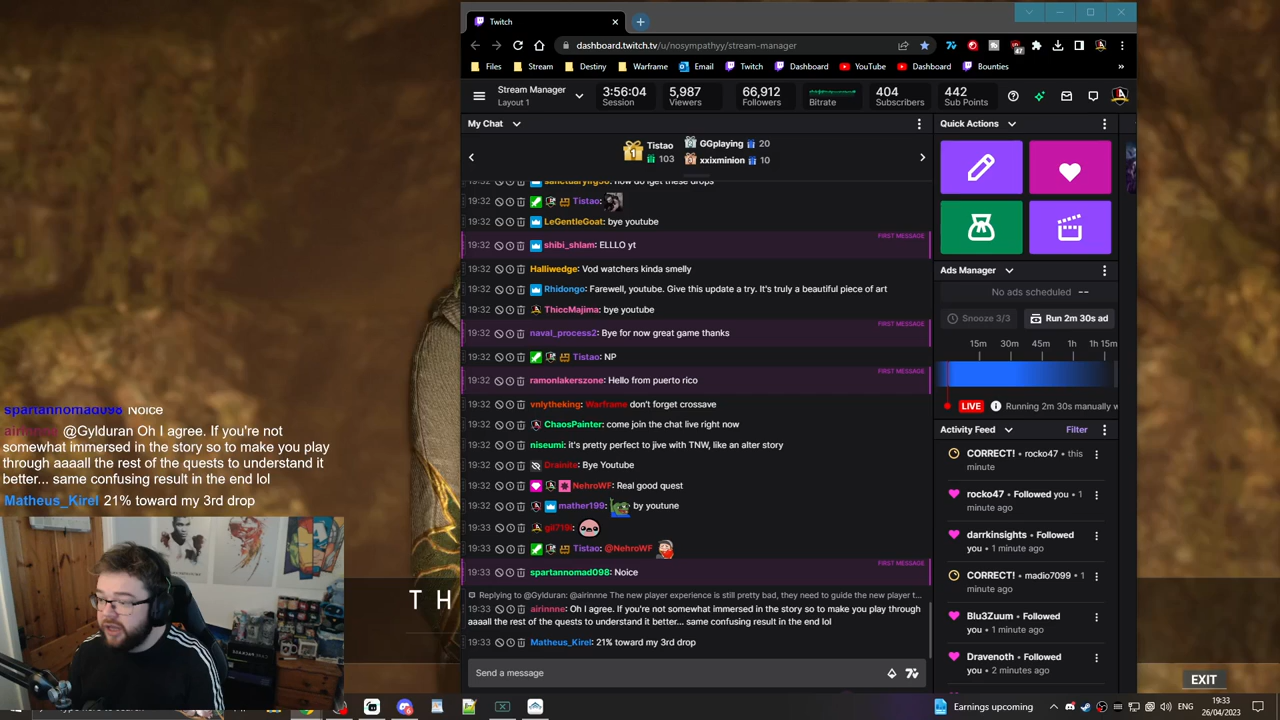 Twitch
dashboard.twitch.tv/u/nosympathyy/stream-manager
47
Files
Stream
Destiny
Warframe
Email
Twitch
Dashboard
YouTube
Dashboard
Bounties
»
Stream Manager
Layout 1
3:56:04
Session
5,987
Viewers
66,912
Followers
Bitrate
404
Subscribers
442
Sub Points
My Chat
Quick Actions
1
Tistao
103
GGplaying 20
xxixminion 10
19:32 Tistao:
19:32 LeGentleGoat: bye youtube
FIRST MESSAGE
19:32 shibi_shlam: ELLLO yt
19:32 Halliwedge: Vod watchers kinda smelly
19:32 Rhidongo: Farewell, youtube. Give this update a try. It's truly a beautiful piece of art
19:32 ThiccMajima: bye youtube
FIRST MESSAGE
19:32 naval_process2: Bye for now great game thanks
19:32 Tistao: NP
FIRST MESSAGE
19:32 ramonlakerszone: Hello from puerto rico
19:32 vnlytheking: Warframe don't forget crossave
19:32 ChaosPainter: come join the chat live right now
19:32 niseumi: it's pretty perfect to jive with TNW, like an alter story
19:32 Drainite: Bye Youtube
19:32 NehroWF: Real good quest
19:32 mather199: by youtune
19:33 gil719i:
19:33 Tistao: @NehroWF
FIRST MESSAGE
19:33 spartannomad098: Noice
Replying to @Gylduran: @airinnne The new player experience is still pretty bad, they need to guide the new player t...
19:33 airinnne: Oh I agree. If you're not somewhat immersed in the story so to make you play through
aaaall the rest of the quests to understand it better... same confusing result in the end lol
19:33 Matheus_Kirel: 21% toward my 3rd drop
Send a message
Ads Manager
No ads scheduled --
Snooze 3/3
Run 2m 30s ad
15m 30m 45m 1h 1h 15m
LIVE
Running 2m 30s manually w
Activity Feed
Filter
CORRECT! • rocko47 • this
minute
rocko47 • Followed you • 1
minute ago
darrkinsights • Followed
you • 1 minute ago
CORRECT! • madio7099 • 1
minute ago
Blu3Zuum • Followed
you • 1 minute ago
Dravenoth • Followed
you • 2 minutes ago
spartannomad098 Noice
airinnne @Gylduran Oh I agree. If you're not
somewhat immersed in the story so to make you play
through aaaall the rest of the quests to understand it
better... same confusing result in the end lol
Matheus_Kirel 21% toward my 3rd drop
TH
EXIT
Earnings upcoming
ENG
19:33
26/04/2023